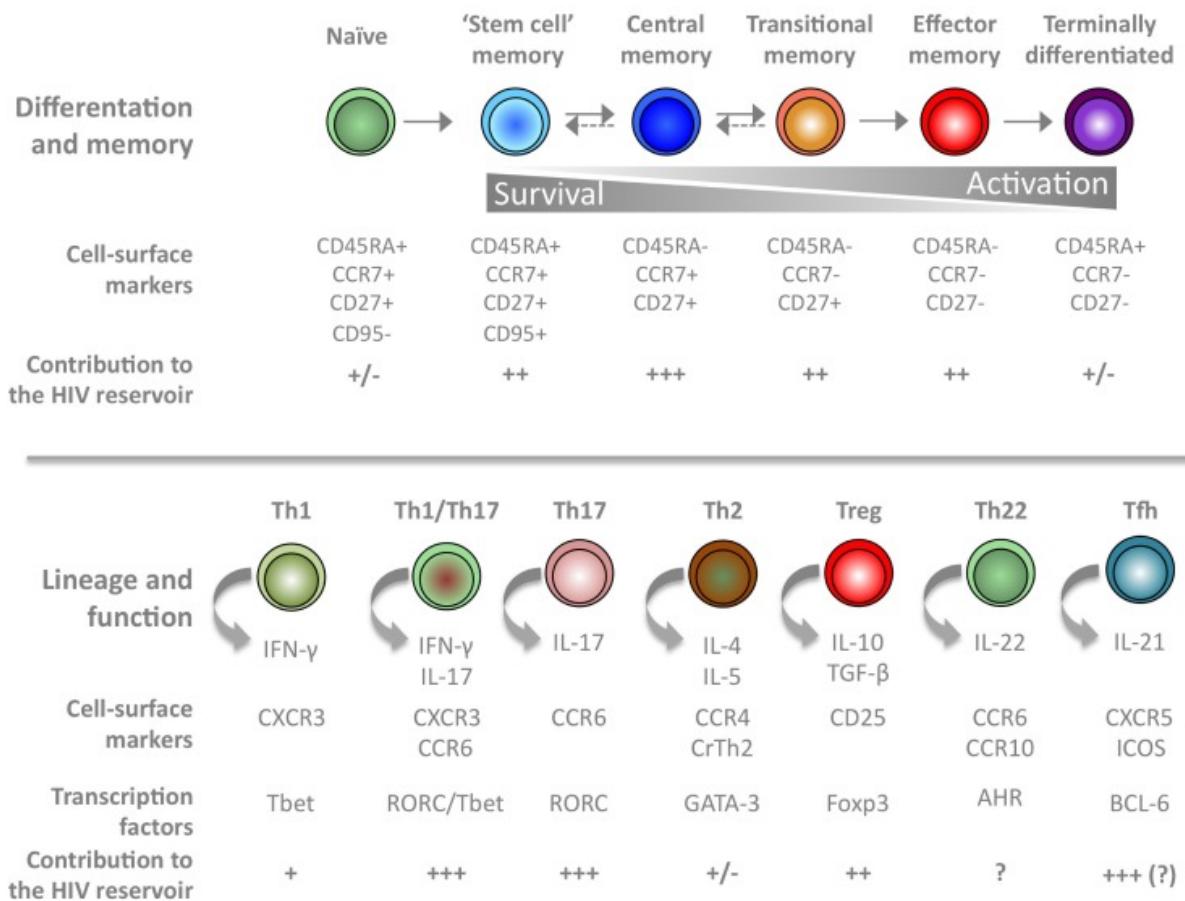 Naïve
‘Stem cell’ memory
Central memory
Transitional memory
Effector memory
Terminally differentiated
Differentation and memory
Survival
Activation
Cell-surface markers
CD45RA+ CD45RA+ CD45RA- CD45RA- CD45RA- CD45RA+
CCR7+ CCR7+ CCR7+ CCR7- CCR7- CCR7-
CD27+ CD27+ CD27+ CD27+ CD27- CD27-
CD95- CD95+
Contribution to the HIV reservoir
+/- ++ +++ ++ ++ +/-
Th1 Th1/Th17 Th17 Th2 Treg Th22 Tfh
Lineage and function
IFN-γ IFN-γ IL-17 IL-4 IL-10 IL-22 IL-21
IL-17 IL-5 TGF-β
Cell-surface markers
CXCR3 CXCR3 CCR6 CCR4 CD25 CCR6 CXCR5
CCR6 CrTh2 CCR10 ICOS
Transcription factors
Tbet RORC/Tbet RORC GATA-3 Foxp3 AHR BCL-6
Contribution to the HIV reservoir
+ +++ +++ +/- ++ ? +++ (?)